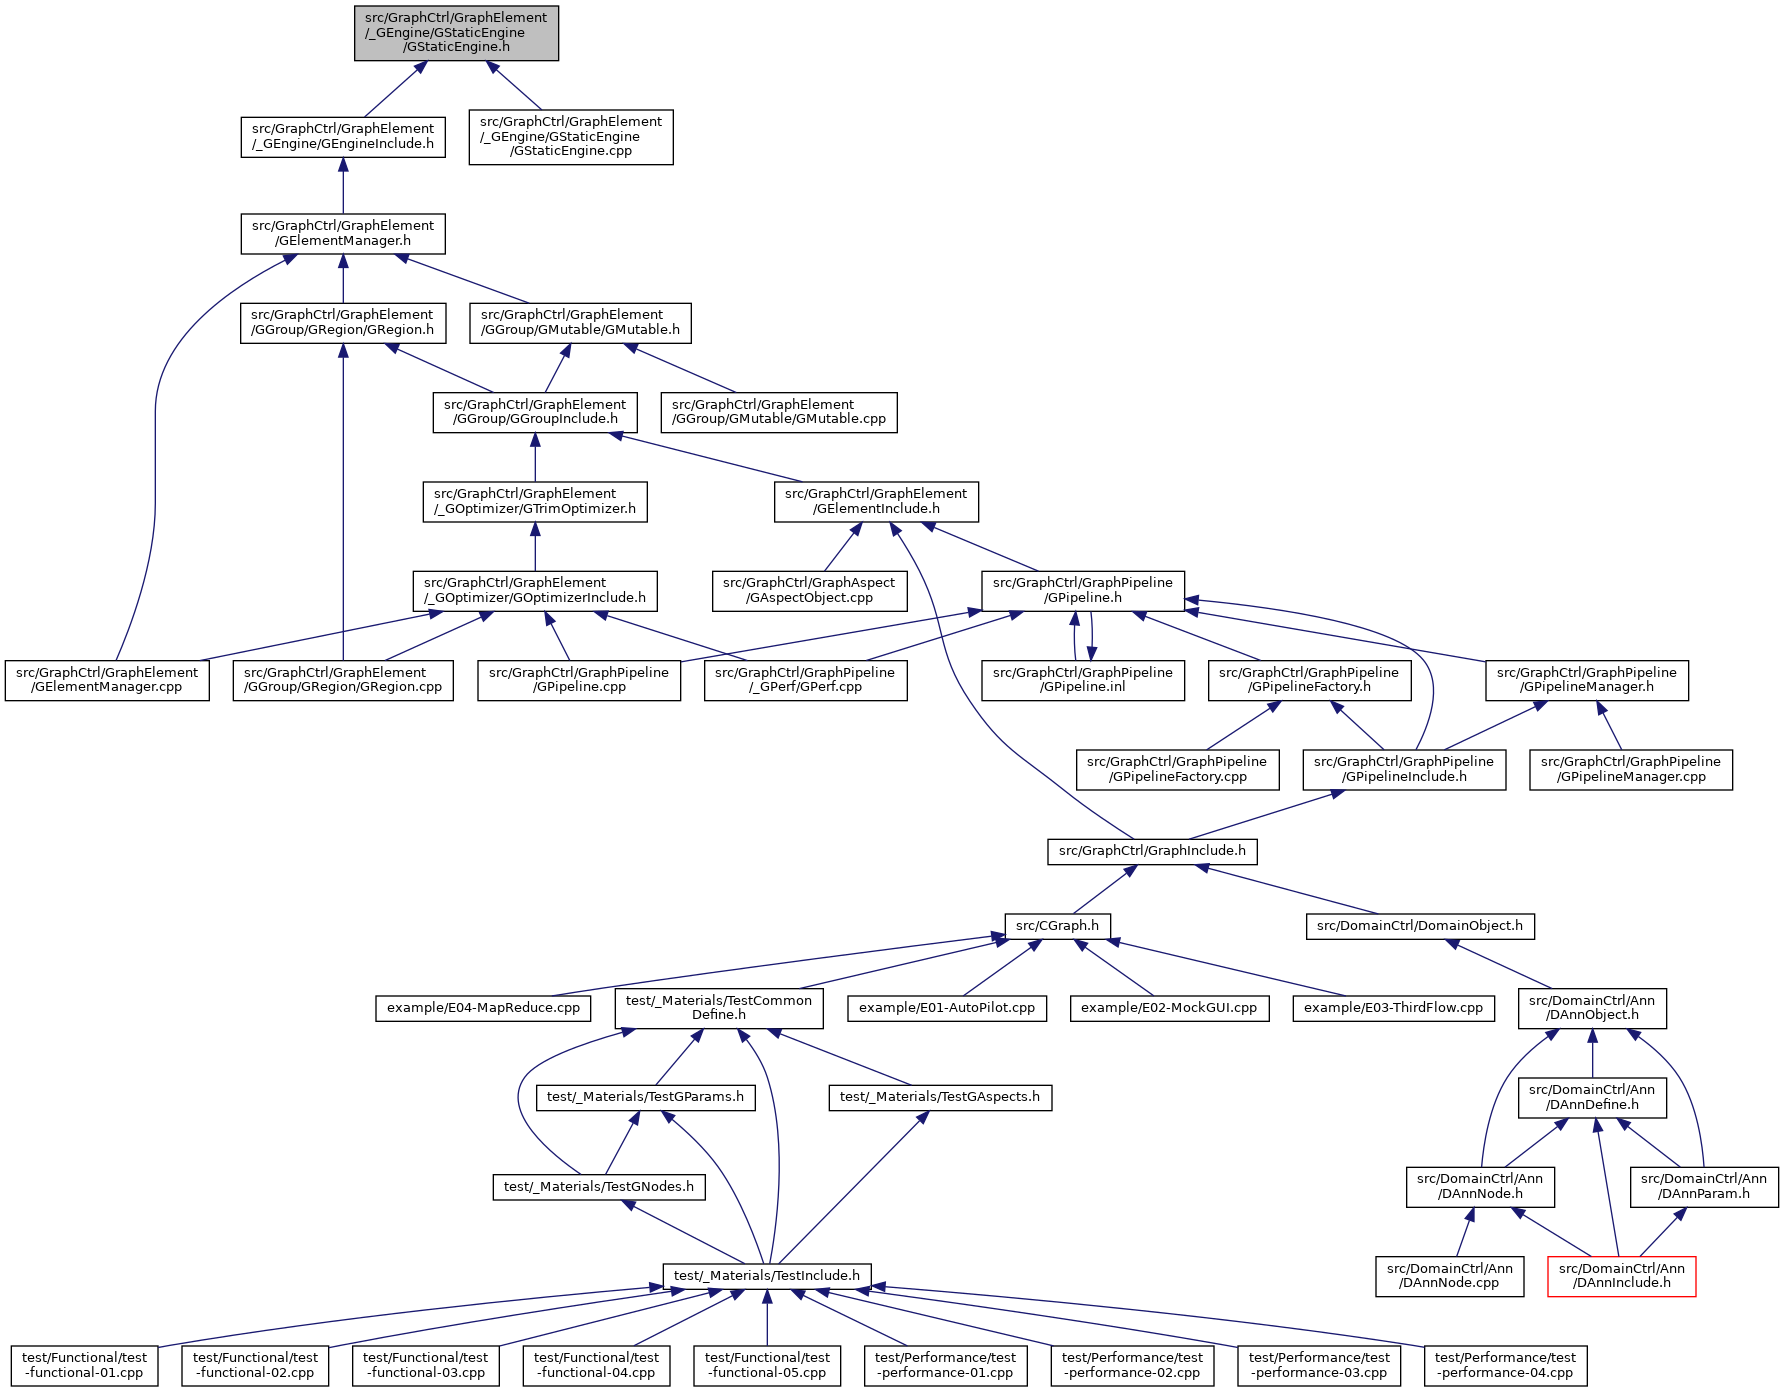 src/GraphCtrl/GraphElement
/_GEngine/GStaticEngine
/GStaticEngine.h
src/GraphCtrl/GraphElement
/_GEngine/GEngineInclude.h
src/GraphCtrl/GraphElement
/_GEngine/GStaticEngine
/GStaticEngine.cpp
src/GraphCtrl/GraphElement
/GElementManager.h
src/GraphCtrl/GraphElement
/GGroup/GRegion/GRegion.h
src/GraphCtrl/GraphElement
/GGroup/GMutable/GMutable.h
src/GraphCtrl/GraphElement
/GGroup/GGroupInclude.h
src/GraphCtrl/GraphElement
/GGroup/GMutable/GMutable.cpp
src/GraphCtrl/GraphElement
/_GOptimizer/GTrimOptimizer.h
src/GraphCtrl/GraphElement
/GElementInclude.h
src/GraphCtrl/GraphElement
/_GOptimizer/GOptimizerInclude.h
src/GraphCtrl/GraphAspect
/GAspectObject.cpp
src/GraphCtrl/GraphPipeline
/GPipeline.h
src/GraphCtrl/GraphElement
/GElementManager.cpp
src/GraphCtrl/GraphElement
/GGroup/GRegion/GRegion.cpp
src/GraphCtrl/GraphPipeline
/GPipeline.cpp
src/GraphCtrl/GraphPipeline
/_GPerf/GPerf.cpp
src/GraphCtrl/GraphPipeline
/GPipeline.inl
src/GraphCtrl/GraphPipeline
/GPipelineFactory.h
src/GraphCtrl/GraphPipeline
/GPipelineManager.h
src/GraphCtrl/GraphPipeline
/GPipelineFactory.cpp
src/GraphCtrl/GraphPipeline
/GPipelineInclude.h
src/GraphCtrl/GraphPipeline
/GPipelineManager.cpp
src/GraphCtrl/GraphInclude.h
src/CGraph.h
src/DomainCtrl/DomainObject.h
example/E04-MapReduce.cpp
test/_Materials/TestCommon
Define.h
example/E01-AutoPilot.cpp
example/E02-MockGUI.cpp
example/E03-ThirdFlow.cpp
src/DomainCtrl/Ann
/DAnnObject.h
test/_Materials/TestGParams.h
test/_Materials/TestGAspects.h
src/DomainCtrl/Ann
/DAnnDefine.h
test/_Materials/TestGNodes.h
src/DomainCtrl/Ann
/DAnnNode.h
src/DomainCtrl/Ann
/DAnnParam.h
test/_Materials/TestInclude.h
src/DomainCtrl/Ann
/DAnnNode.cpp
src/DomainCtrl/Ann
/DAnnInclude.h
test/Functional/test
-functional-01.cpp
test/Functional/test
-functional-02.cpp
test/Functional/test
-functional-03.cpp
test/Functional/test
-functional-04.cpp
test/Functional/test
-functional-05.cpp
test/Performance/test
-performance-01.cpp
test/Performance/test
-performance-02.cpp
test/Performance/test
-performance-03.cpp
test/Performance/test
-performance-04.cpp